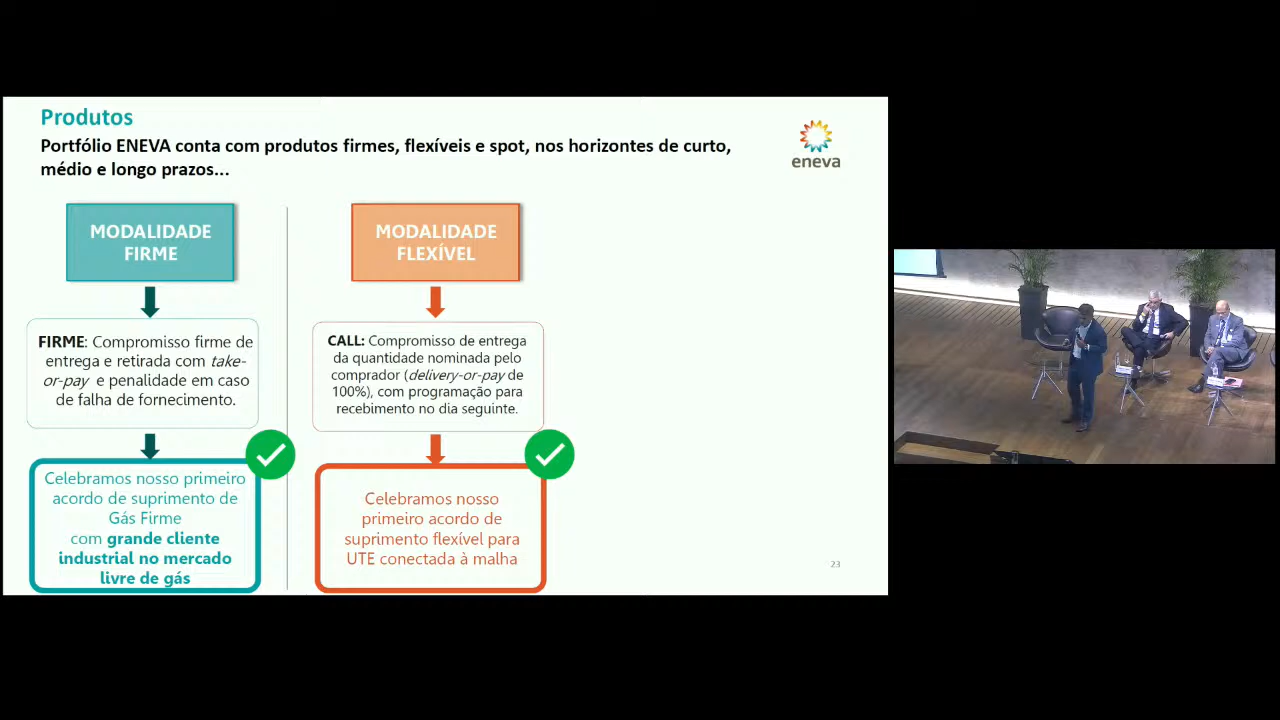 Produtos
Portfólio ENEVA conta com produtos firmes, flexíveis e spot, nos horizontes de curto,
médio e longo prazos...
eneva
MODALIDADE
FIRME
FIRME: Compromisso firme de
entrega e retirada com take-
or-pay e penalidade em caso
de falha de fornecimento.
Celebramos nosso primeiro
acordo de suprimento de
Gás Firme
com grande cliente
industrial no mercado
livre de gás
MODALIDADE
FLEXÍVEL
CALL: Compromisso de entrega
da quantidade nominada pelo
comprador (delivery-or-pay de
100%), com programação para
recebimento no dia seguinte.
Celebramos nosso
primeiro acordo de
suprimento flexível para
UTE conectada à malha
23